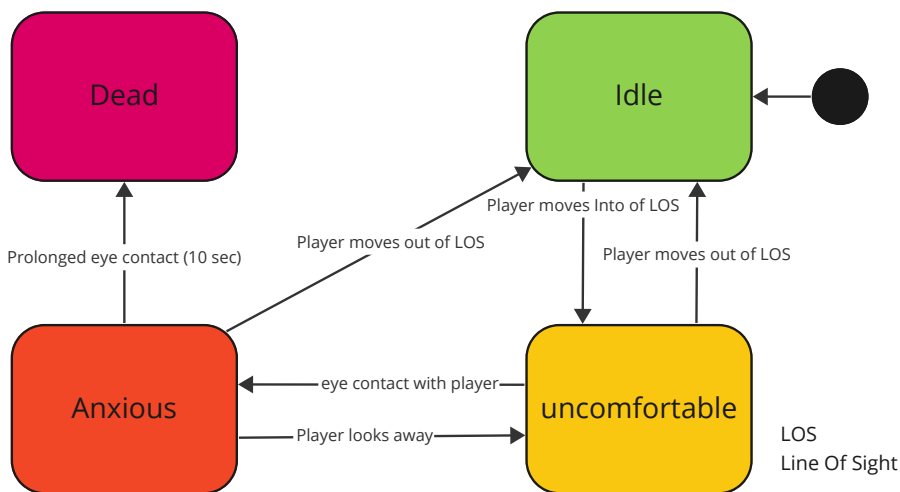 Dead
Idle
Player moves Into of LOS
Player moves out of LOS
Prolonged eye contact (10 sec)
Player moves out of LOS
Anxious
eye contact with player
Player looks away
uncomfortable
LOS
Line Of Sight